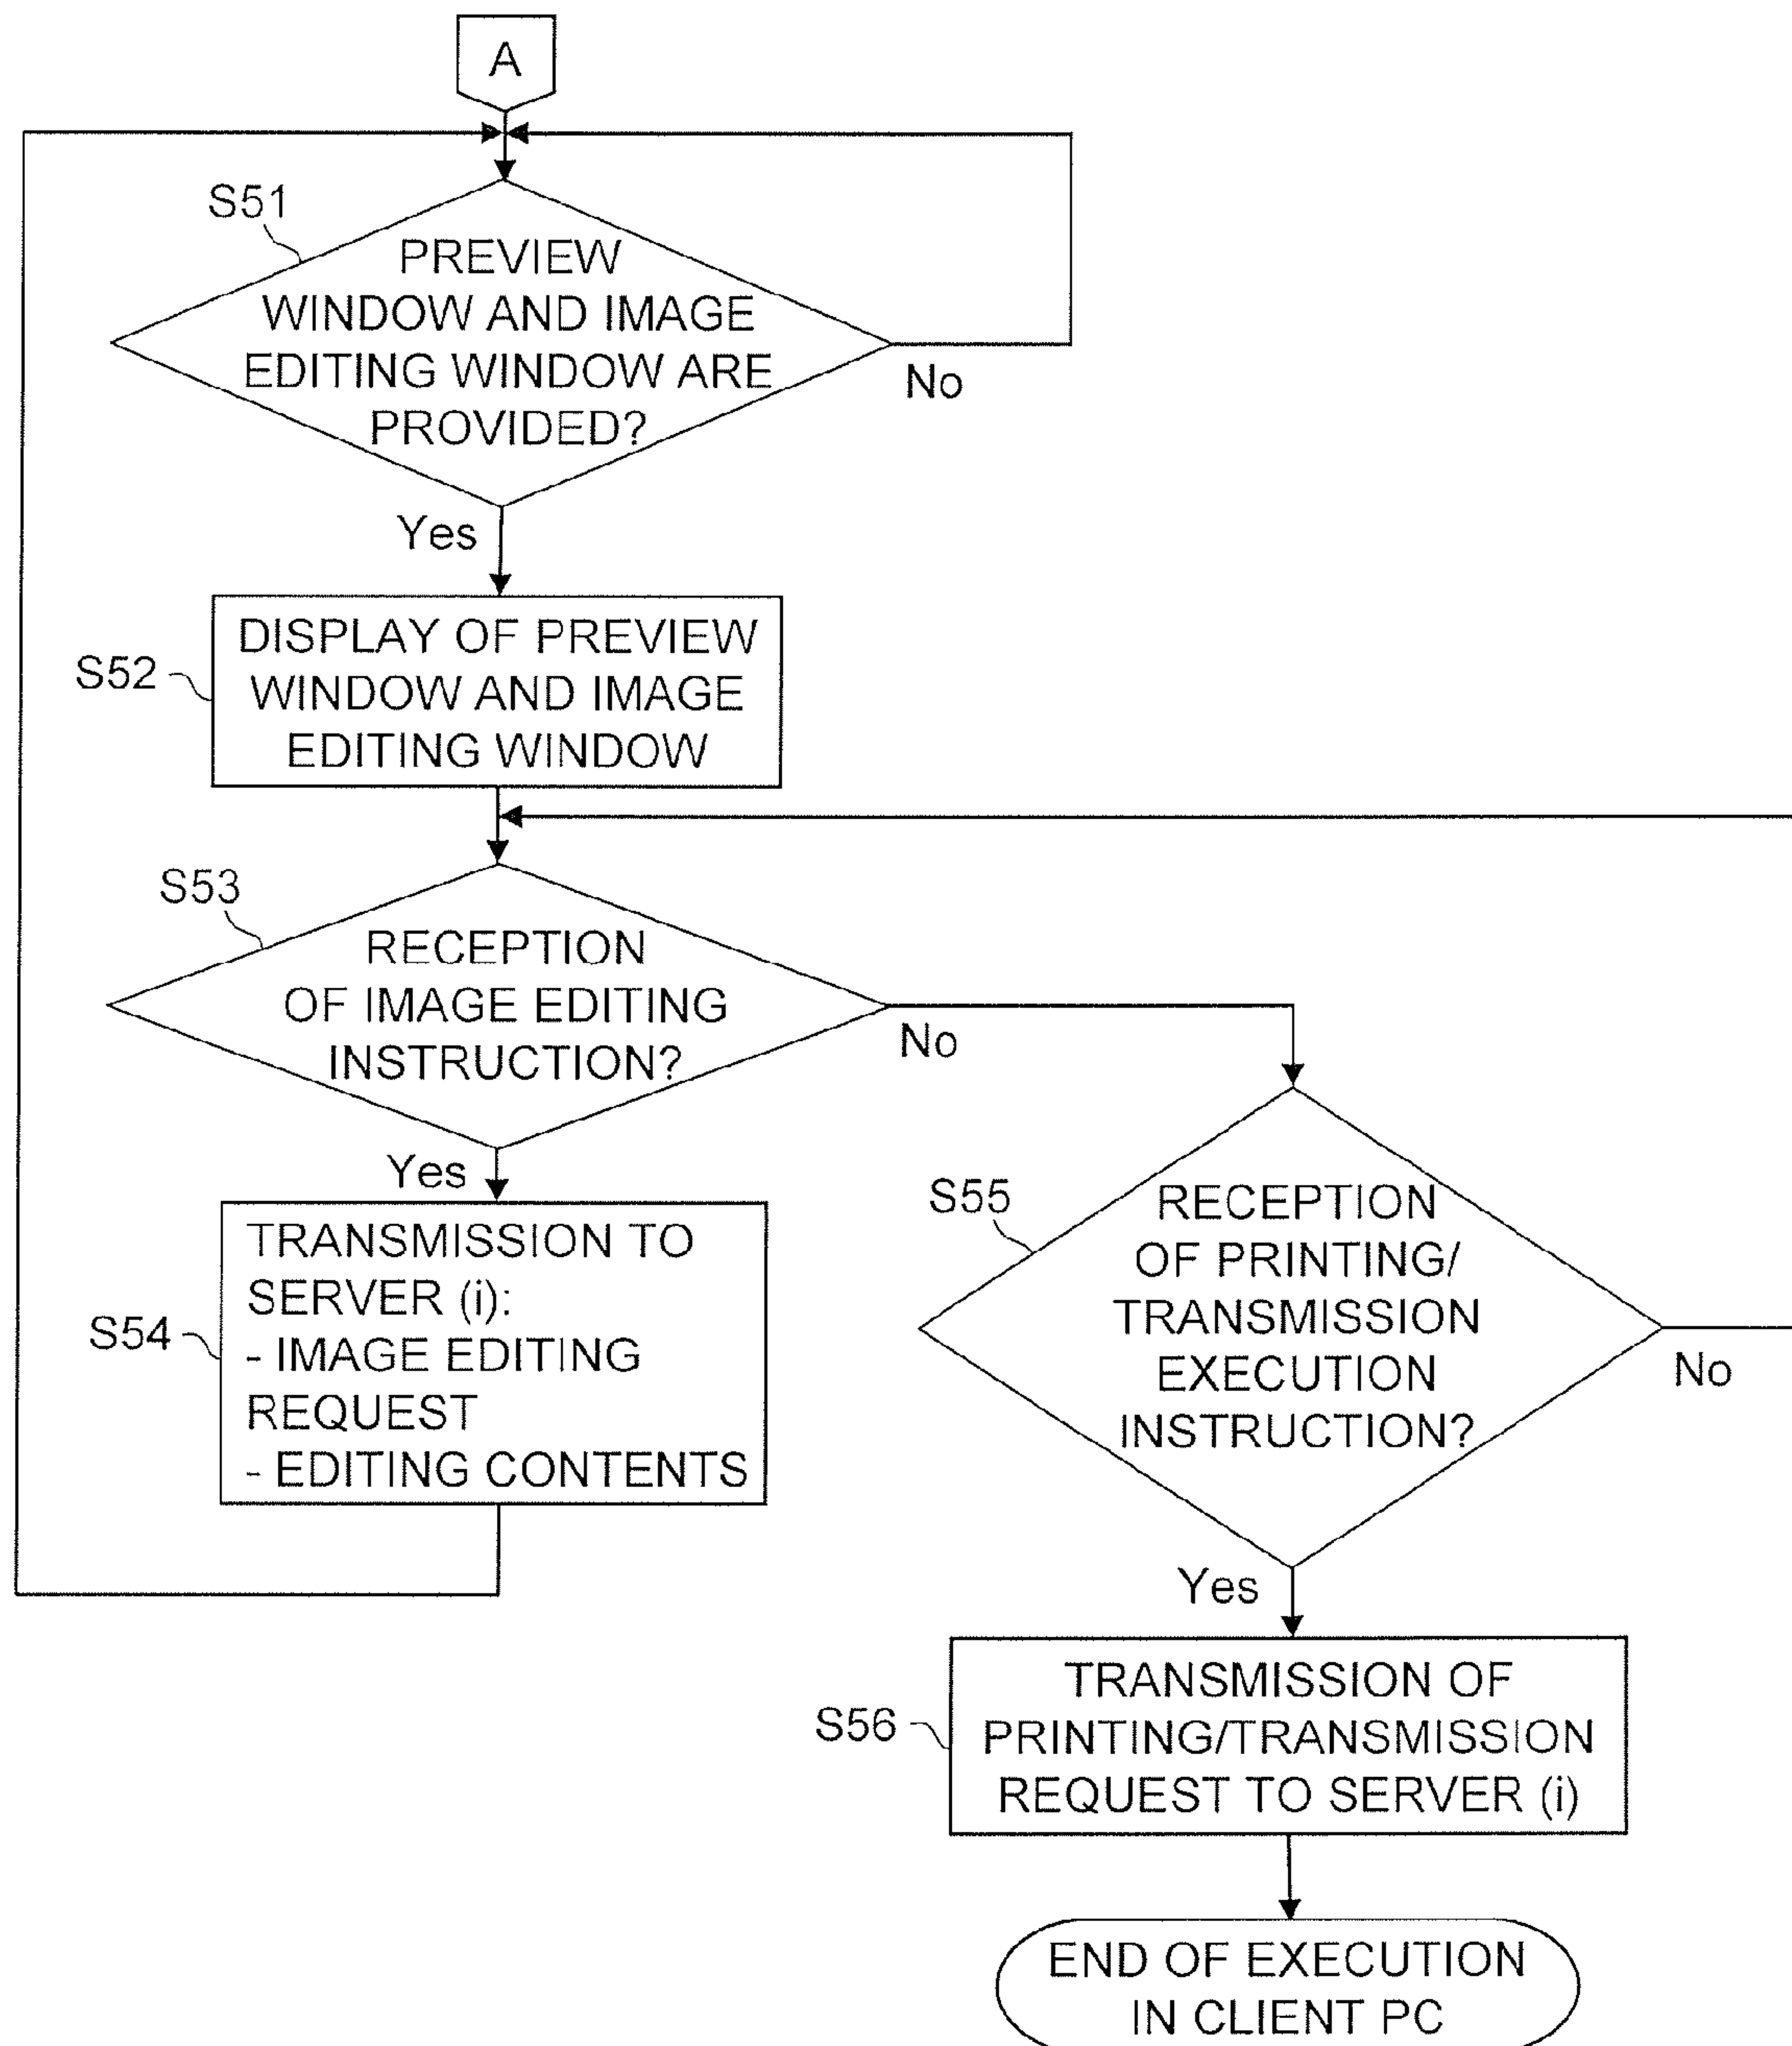 A
S51
PREVIEW
WINDOW AND IMAGE
EDITING WINDOW ARE
PROVIDED?
No
Yes
S52
DISPLAY OF PREVIEW
WINDOW AND IMAGE
EDITING WINDOW
S53
RECEPTION
OF IMAGE EDITING
INSTRUCTION?
No
Yes
S54
TRANSMISSION TO
SERVER (i):
- IMAGE EDITING
REQUEST
- EDITING CONTENTS
S55
RECEPTION
OF PRINTING/
TRANSMISSION
EXECUTION
INSTRUCTION?
No
Yes
S56
TRANSMISSION OF
PRINTING/TRANSMISSION
REQUEST TO SERVER (i)
END OF EXECUTION
IN CLIENT PC